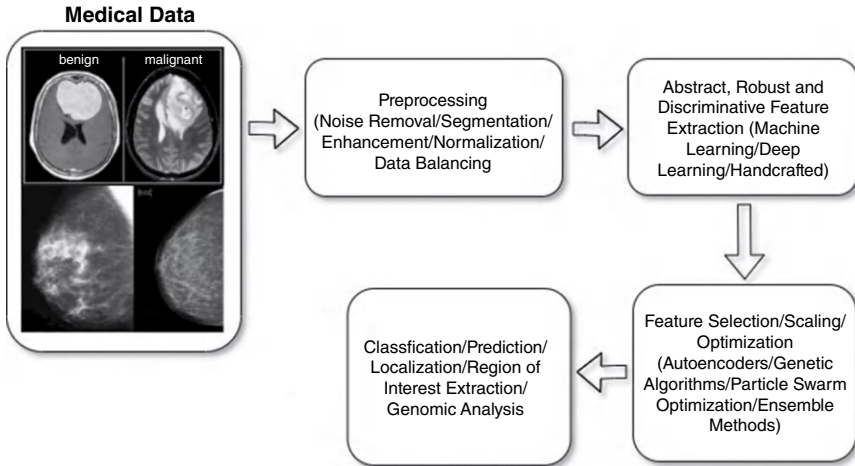 Medical Data
benign
malignant
Preprocessing
(Noise Removal/Segmentation/
Enhancement/Normalization/
Data Balancing
Abstract, Robust and
Discriminative Feature
Extraction (Machine
Learning/Deep
Learning/Handcrafted)
Feature Selection/Scaling/
Optimization
(Autoencoders/Genetic
Algorithms/Particle Swarm
Optimization/Ensemble
Methods)
Classfication/Prediction/
Localization/Region of
Interest Extraction/
Genomic Analysis